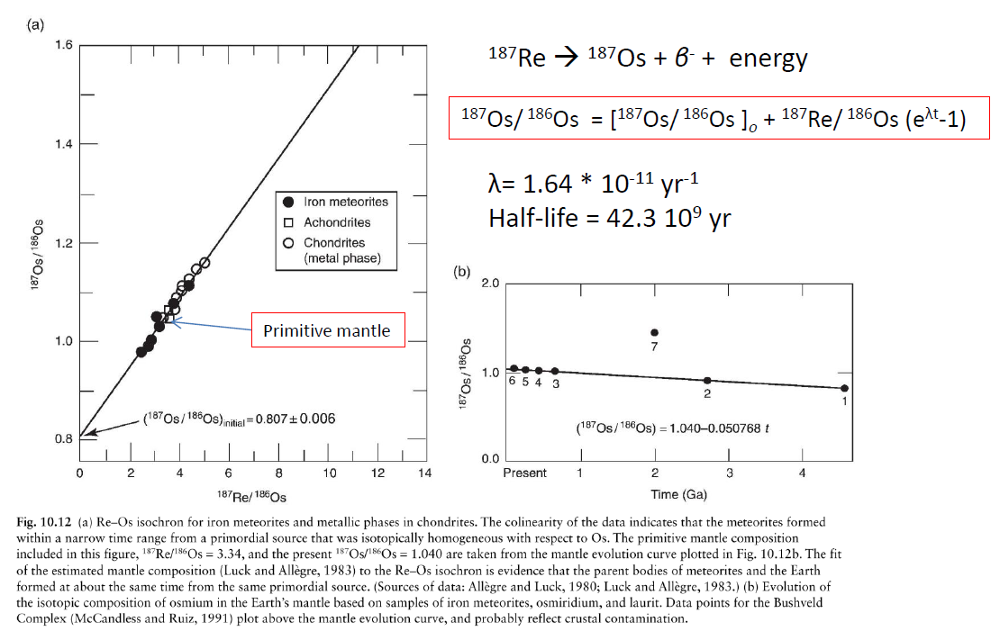 (a)
1.6
1.4
1.2
1.0
0.8
0
2
4
6
8
10
12
14
¹⁸⁷Os/¹⁸⁶Os
¹⁸⁷Re/¹⁸⁶Os
Iron meteorites
Achondrites
Chondrites
(metal phase)
Primitive mantle
(¹⁸⁷Os/¹⁸⁶Os)initial = 0.807 ± 0.006
¹⁸⁷Re → ¹⁸⁷Os + β⁻ + energy
¹⁸⁷Os/¹⁸⁶Os = [¹⁸⁷Os/¹⁸⁶Os]ₒ + ¹⁸⁷Re/¹⁸⁶Os (e^λt-1)
λ= 1.64 * 10⁻¹¹ yr⁻¹
Half-life = 42.3 10⁹ yr
(b)
2.0
1.0
0.0
¹⁸⁷Os/¹⁸⁶Os
7
6 5 4 3
2
1
(¹⁸⁷Os/¹⁸⁶Os) = 1.040–0.050768 t
Present
1
2
3
4
Time (Ga)
Fig. 10.12 (a) Re–Os isochron for iron meteorites and metallic phases in chondrites. The colinearity of the data indicates that the meteorites formed
within a narrow time range from a primordial source that was isotopically homogeneous with respect to Os. The primitive mantle composition
included in this figure, ¹⁸⁷Re/¹⁸⁶Os = 3.34, and the present ¹⁸⁷Os/¹⁸⁶Os = 1.040 are taken from the mantle evolution curve plotted in Fig. 10.12b. The fit
of the estimated mantle composition (Luck and Allègre, 1983) to the Re–Os isochron is evidence that the parent bodies of meteorites and the Earth
formed at about the same time from the same primordial source. (Sources of data: Allègre and Luck, 1980; Luck and Allègre, 1983.) (b) Evolution of
the isotopic composition of osmium in the Earth's mantle based on samples of iron meteorites, osmiridium, and laurit. Data points for the Bushveld
Complex (McCandless and Ruiz, 1991) plot above the mantle evolution curve, and probably reflect crustal contamination.